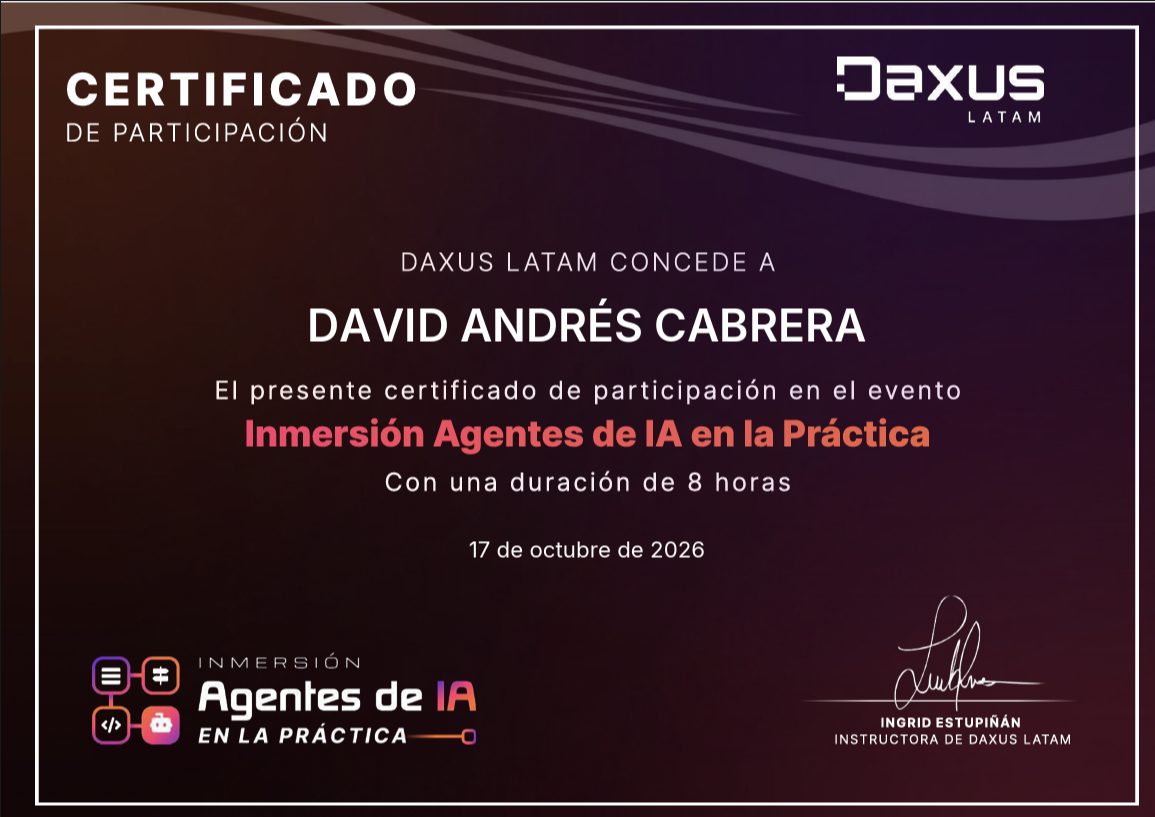 CERTIFICADO
DE PARTICIPACIÓN
Daxus
LATAM
DAXUS LATAM CONCEDE A
DAVID ANDRÉS CABRERA
El presente certificado de participación en el evento
Inmersión Agentes de IA en la Práctica
Con una duración de 8 horas
17 de octubre de 2026
INMERSIÓN
Agentes de IA
EN LA PRÁCTICA
INGRID ESTUPIÑÁN
INSTRUCTORA DE DAXUS LATAM